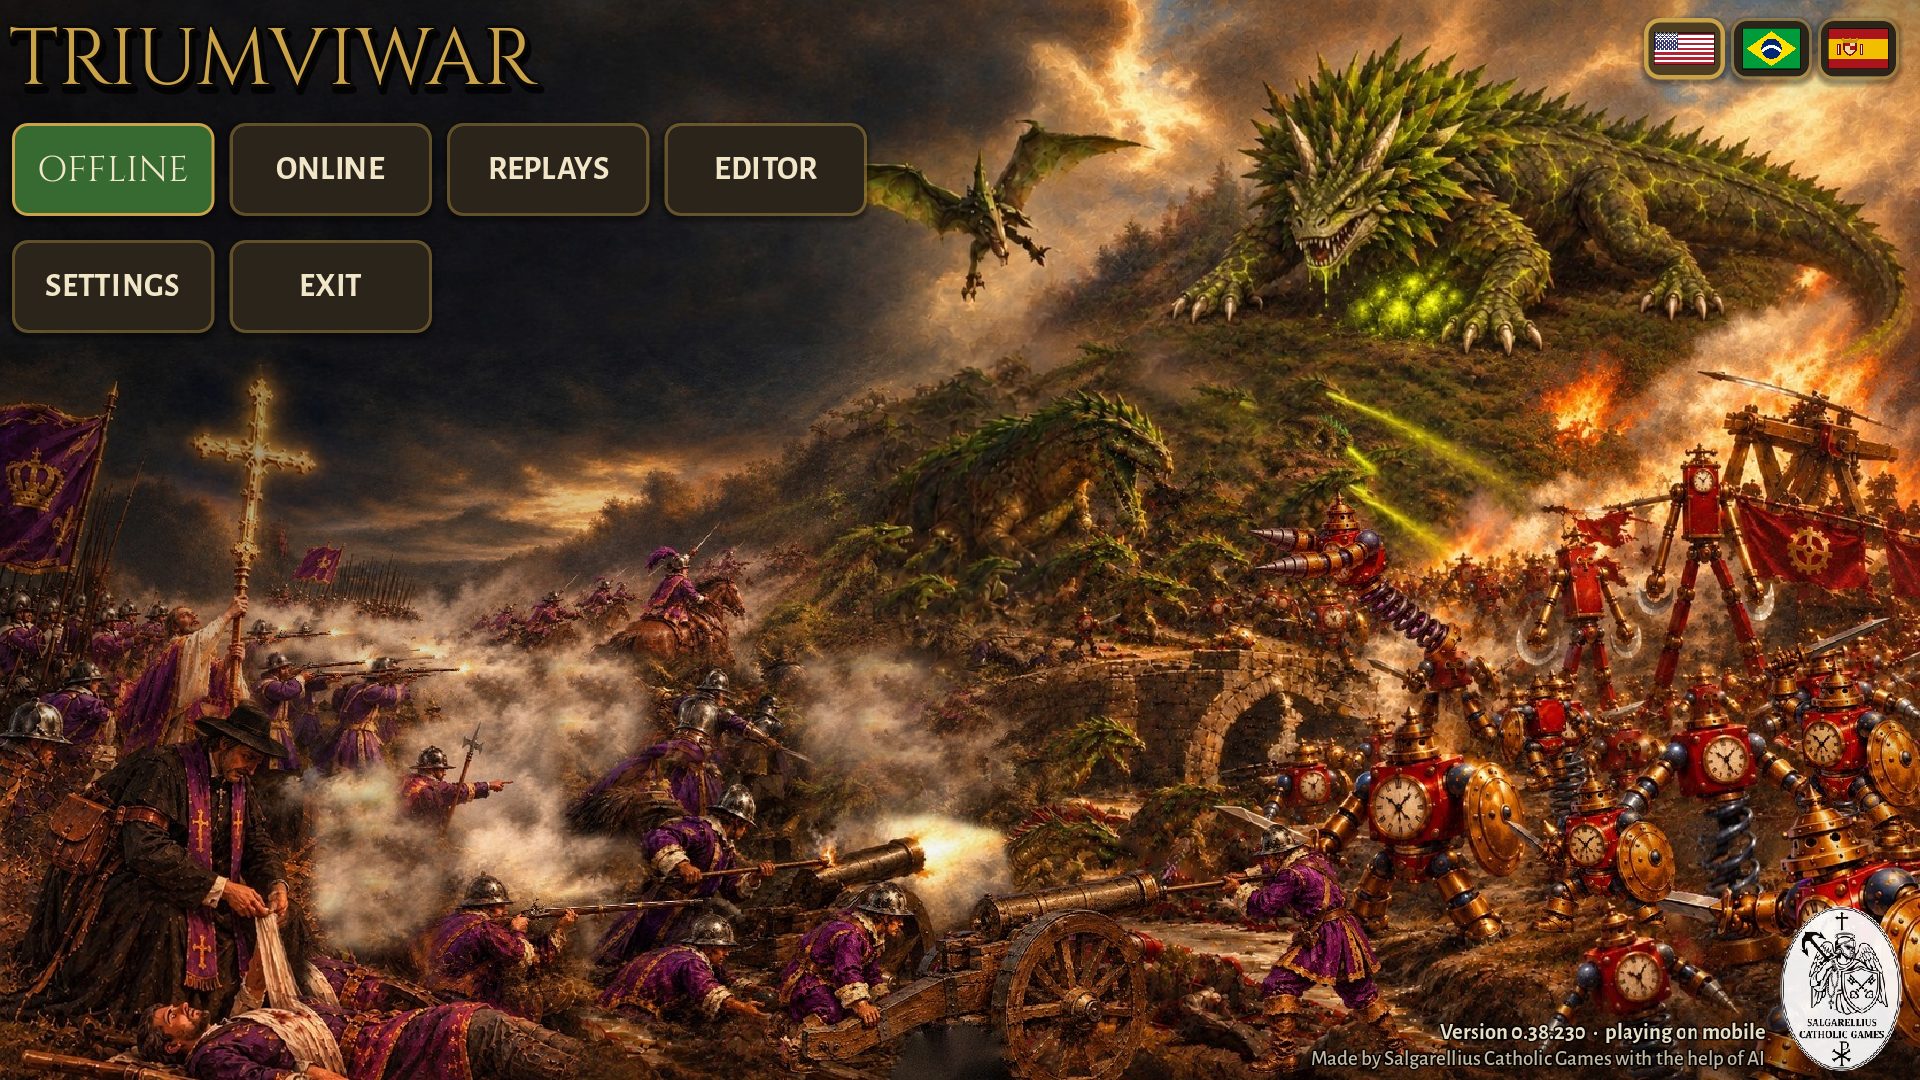 TRIUMVIWAR
OFFLINE
ONLINE
REPLAYS
EDITOR
SETTINGS
EXIT
Version 0.38.230 · playing on mobile
Made by Salgarellius Catholic Games with the help of AI
SALGARELLIUS
CATHOLIC GAMES